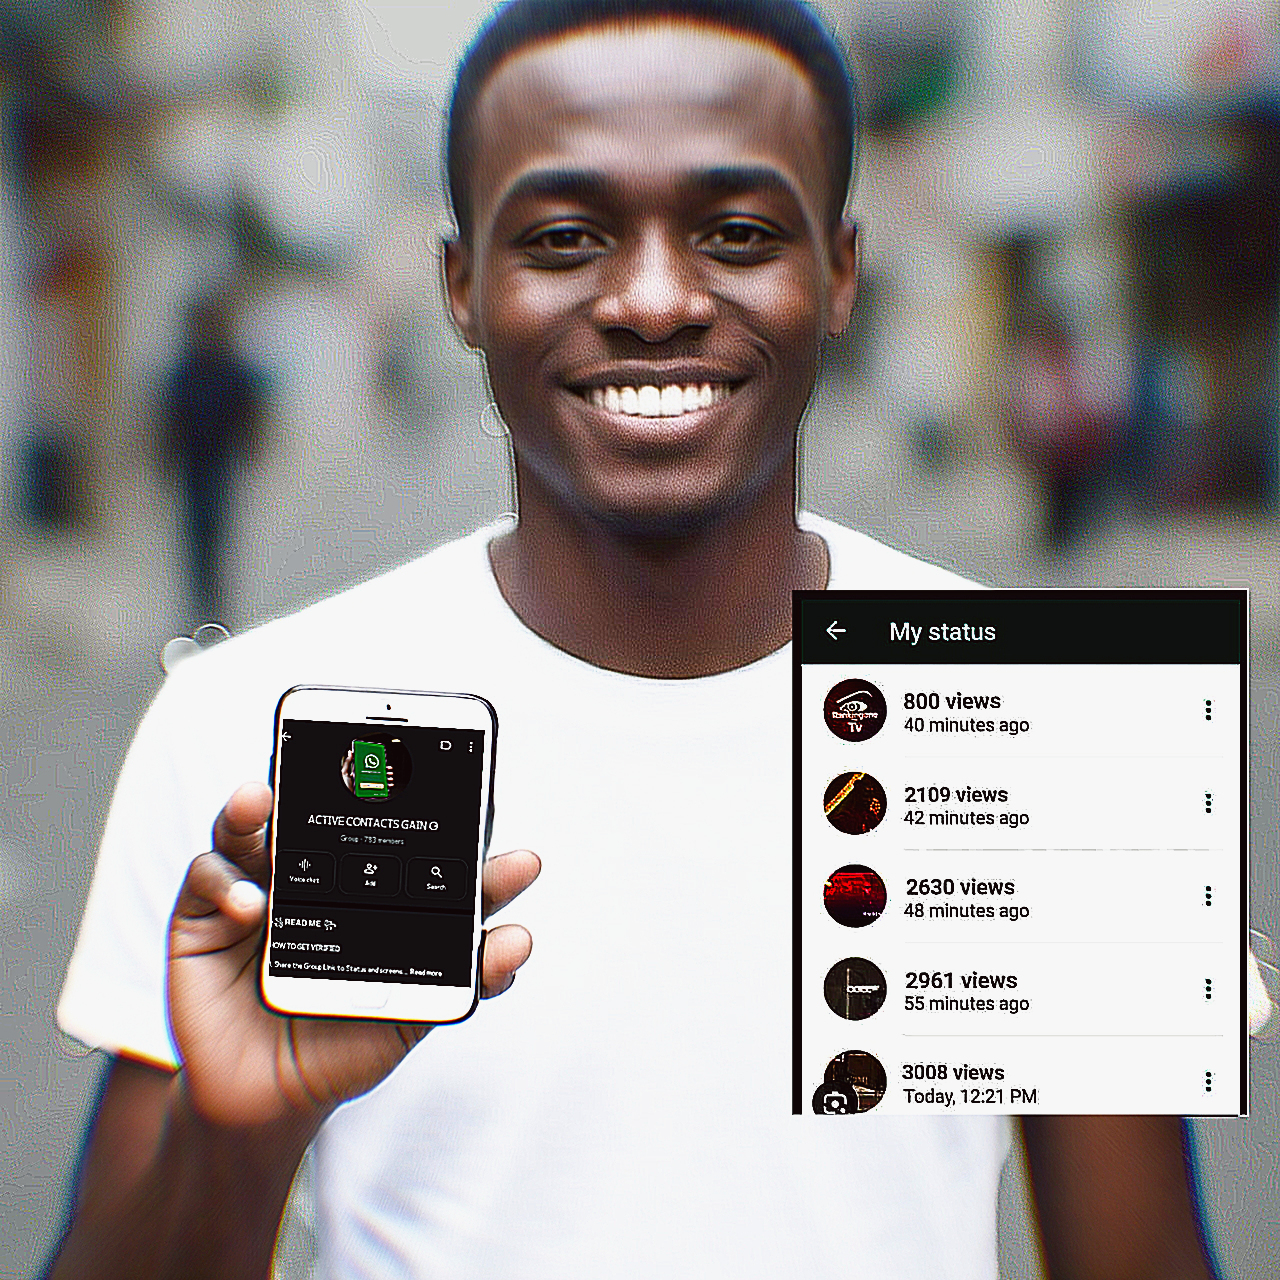 ACTIVE CONTACTS GAIN
Group · 793 members
Voice chat
Add
Search
READ ME
HOW TO GET VERIFIED
Share the Group Link to Status and screens... Read more
My status
800 views
40 minutes ago
Tv
2109 views
42 minutes ago
2630 views
48 minutes ago
2961 views
55 minutes ago
3008 views
Today, 12:21 PM